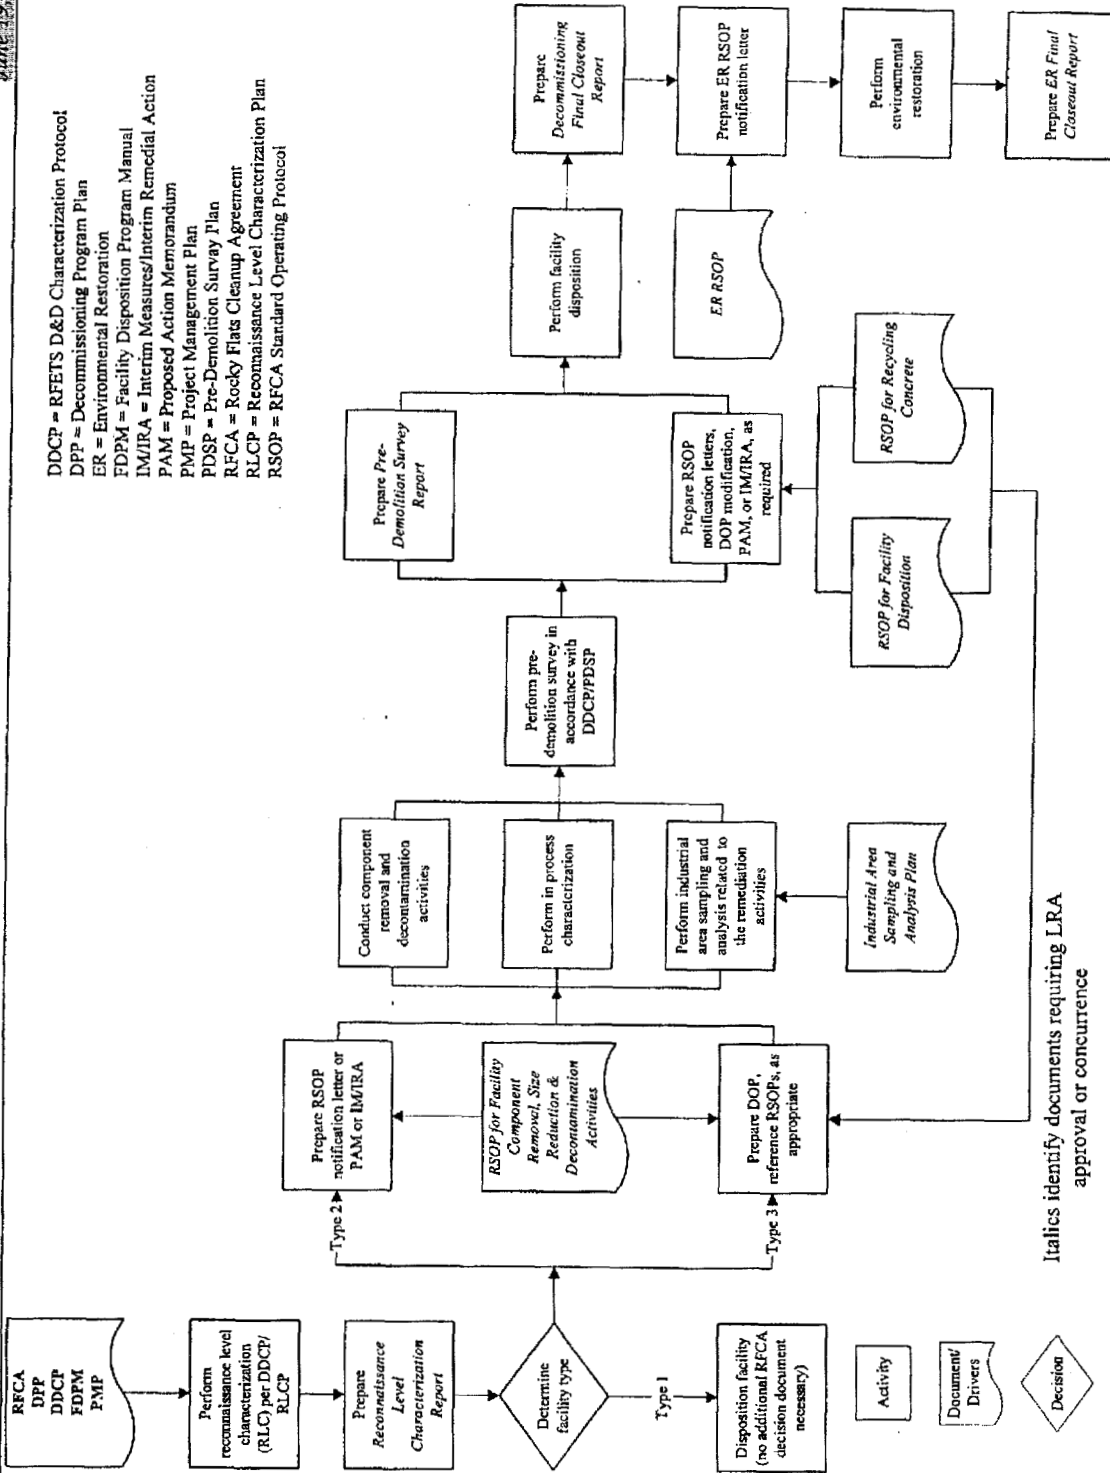 June 19
DDCP = RFETS D&D Characterization Protocol
DPP = Decommissioning Program Plan
ER = Environmental Restoration
FDPM = Facility Disposition Program Manual
IM/IRA = Interim Measures/Interim Remedial Action
PAM = Proposed Action Memorandum
PMP = Project Management Plan
PDSP = Pre-Demolition Survay Plan
RFCA = Rocky Flats Cleanup Agreement
RLCP = Reconnaissance Level Characterization Plan
RSOP = RFCA Standard Operating Protocol
RFCA
DPP
DDCP
FDPM
PMP
Perform
reconnaissance level
characterization
(RLC) per DDCP/
RLCP
Prepare
Reconnaissance
Level
Characterization
Report
Determine
facility type
Type 1
Disposition facility
(no additional RFCA
decision document
necessary)
Type 2
Prepare RSOP
notification letter or
PAM or IM/IRA
RSOP for Facility
Component
Removal, Size
Reduction &
Decontamination
Activities
Type 3
Prepare DOP,
reference RSOPs, as
appropriate
Conduct component
removal and
decontamination
activities
Perform in process
characterization
Perform industrial
area sampling and
analysis related to
the remediation
activities
Industrial Area
Sampling and
Analysis Plan
Perform pre-
demolition survey in
accordance with
DDCP/PDSP
Prepare Pre-
Demolition Survey
Report
Prepare RSOP
notification letters,
DOP modification,
PAM, or IM/IRA, as
required
RSOP for Facility
Disposition
RSOP for Recycling
Concrete
Perform facility
disposition
Prepare
Decommissioning
Final Closeout
Report
ER RSOP
Prepare ER RSOP
notification letter
Perform
environmental
restoration
Prepare ER Final
Closeout Report
Activity
Document/
Drivers
Decision
Italics identify documents requiring LRA
approval or concurrence